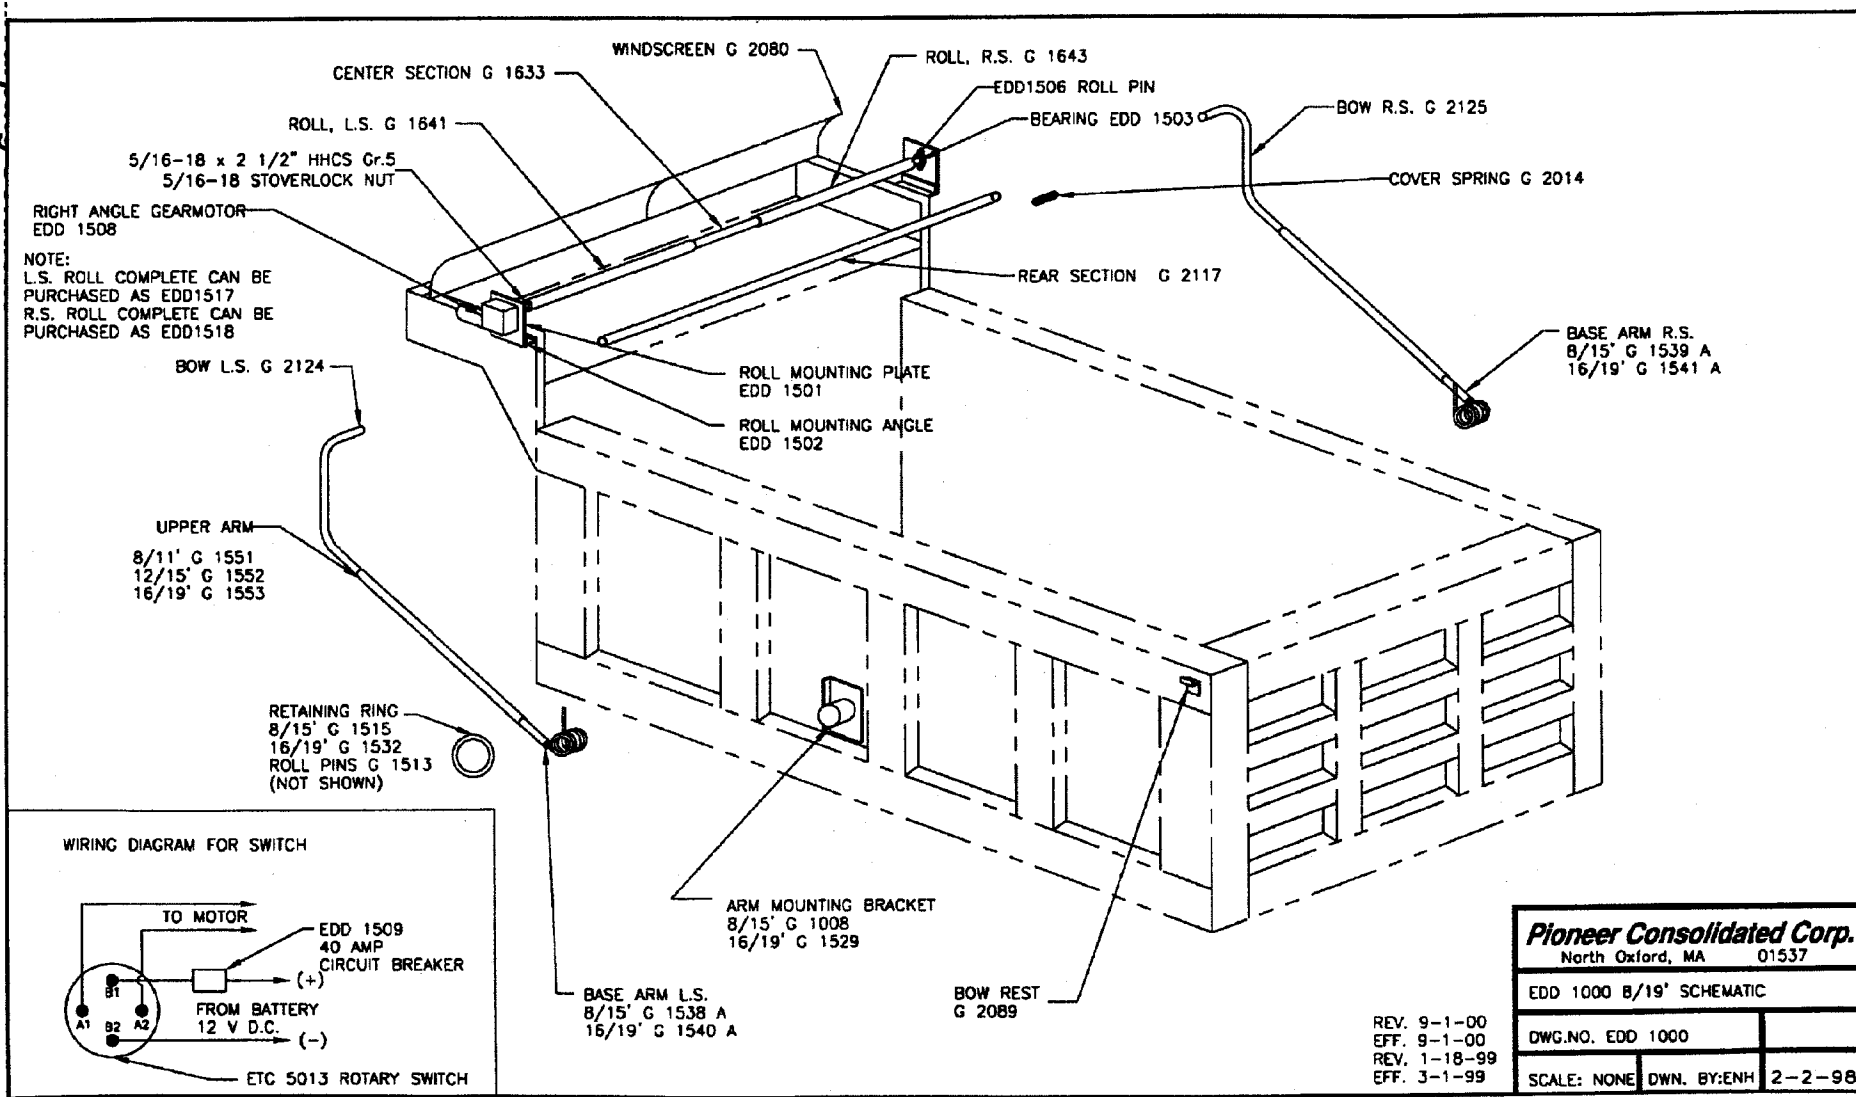 WINDSCREEN G 2080
CENTER SECTION G 1633
ROLL, R.S. G 1643
EDD1506 ROLL PIN
BEARING EDD 1503
BOW R.S. G 2125
ROLL, L.S. G 1641
5/16-18 x 2 1/2" HHCS Gr.5
5/16-18 STOVERLOCK NUT
COVER SPRING G 2014
RIGHT ANGLE GEARMOTOR
EDD 1508
NOTE:
L.S. ROLL COMPLETE CAN BE
PURCHASED AS EDD1517
R.S. ROLL COMPLETE CAN BE
PURCHASED AS EDD1518
REAR SECTION G 2117
BASE ARM R.S.
8/15' G 1539 A
16/19' G 1541 A
BOW L.S. G 2124
ROLL MOUNTING PLATE
EDD 1501
ROLL MOUNTING ANGLE
EDD 1502
UPPER ARM
8/11' G 1551
12/15' G 1552
16/19' G 1553
RETAINING RING
8/15' G 1515
16/19' G 1532
ROLL PINS G 1513
(NOT SHOWN)
WIRING DIAGRAM FOR SWITCH
TO MOTOR
EDD 1509
40 AMP
CIRCUIT BREAKER
(+)
B1
FROM BATTERY
12 V D.C.
A1
B2
A2
(-)
ETC 5013 ROTARY SWITCH
ARM MOUNTING BRACKET
8/15' G 1008
16/19' G 1529
BASE ARM L.S.
8/15' G 1538 A
16/19' G 1540 A
BOW REST
G 2089
REV. 9-1-00
EFF. 9-1-00
REV. 1-18-99
EFF. 3-1-99
Pioneer Consolidated Corp.
North Oxford, MA 01537
EDD 1000 8/19' SCHEMATIC
DWG.NO. EDD 1000
SCALE: NONE
DWN. BY:ENH
2-2-98